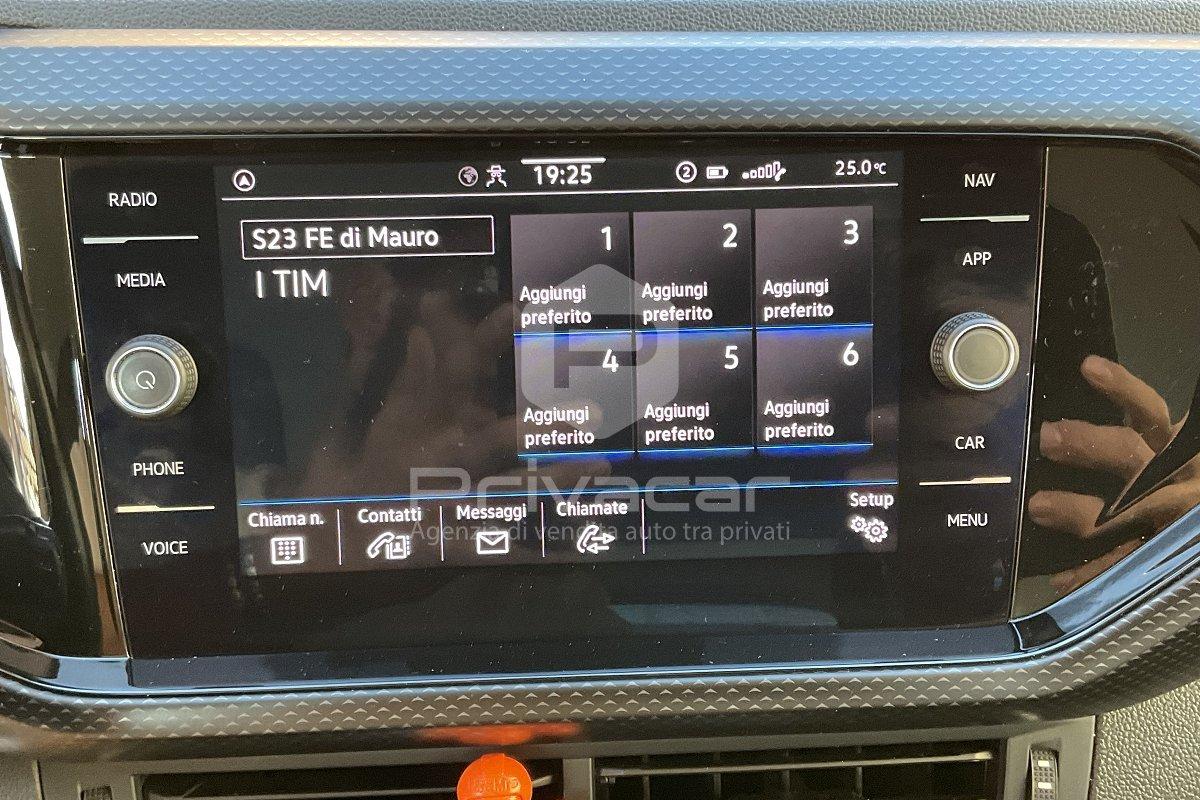 RADIO
MEDIA
PHONE
VOICE
19:25
2
25.0°C
S23 FE di Mauro
I TIM
1
Aggiungi
preferito
2
Aggiungi
preferito
3
Aggiungi
preferito
4
Aggiungi
preferito
5
Aggiungi
preferito
6
Aggiungi
preferito
Chiama n.
Contatti
Messaggi
Chiamate
Setup
NAV
APP
CAR
MENU
Privacar
Agenzia di vendita auto tra privati